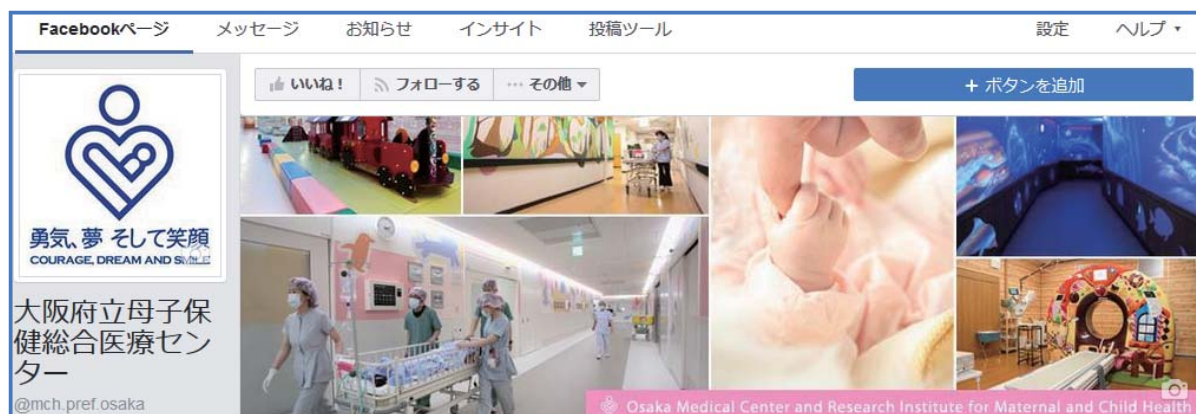 Facebookページ メッセージ お知らせ インサイト 投稿ツール 設定 ヘルプ
いいね！ フォローする その他 + ボタンを追加
勇気、夢 そして笑顔
COURAGE, DREAM AND SMILE
大阪府立母子保
健総合医療セン
ター
@mch.pref.osaka
Osaka Medical Center and Research Institute for Maternal and Child Health